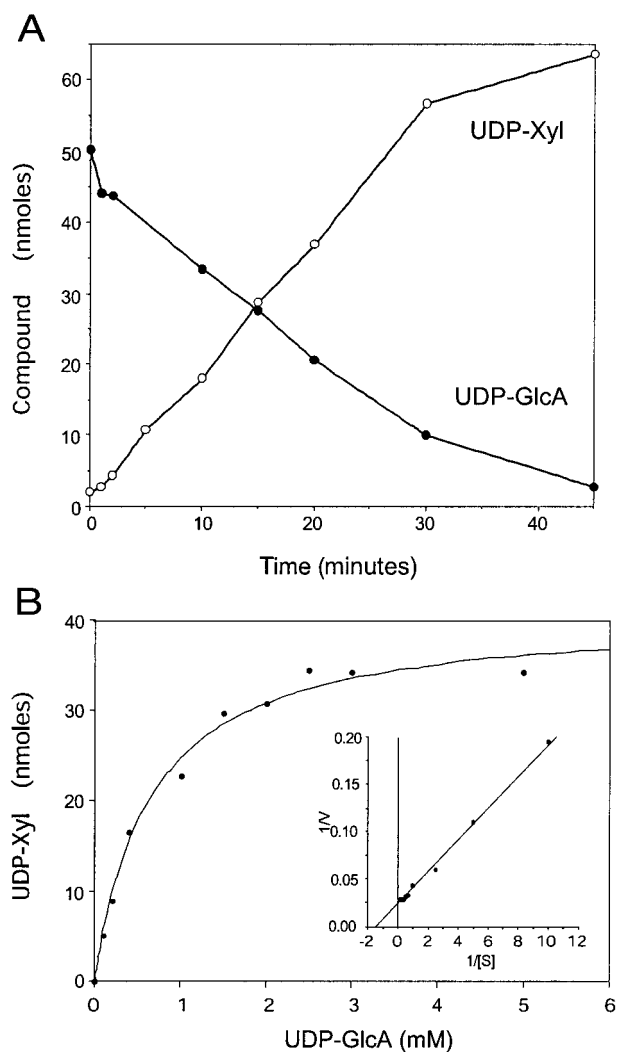 A
60
50
40
30
20
10
0
Compound (nmoles)
UDP-Xyl
UDP-GlcA
0 10 20 30 40
Time (minutes)
B
40
30
20
10
0
UDP-Xyl (nmoles)
0.20
0.15
0.10
0.05
0.00
1/V
-2 0 2 4 6 8 10 12
1/[S]
0 1 2 3 4 5 6
UDP-GlcA (mM)